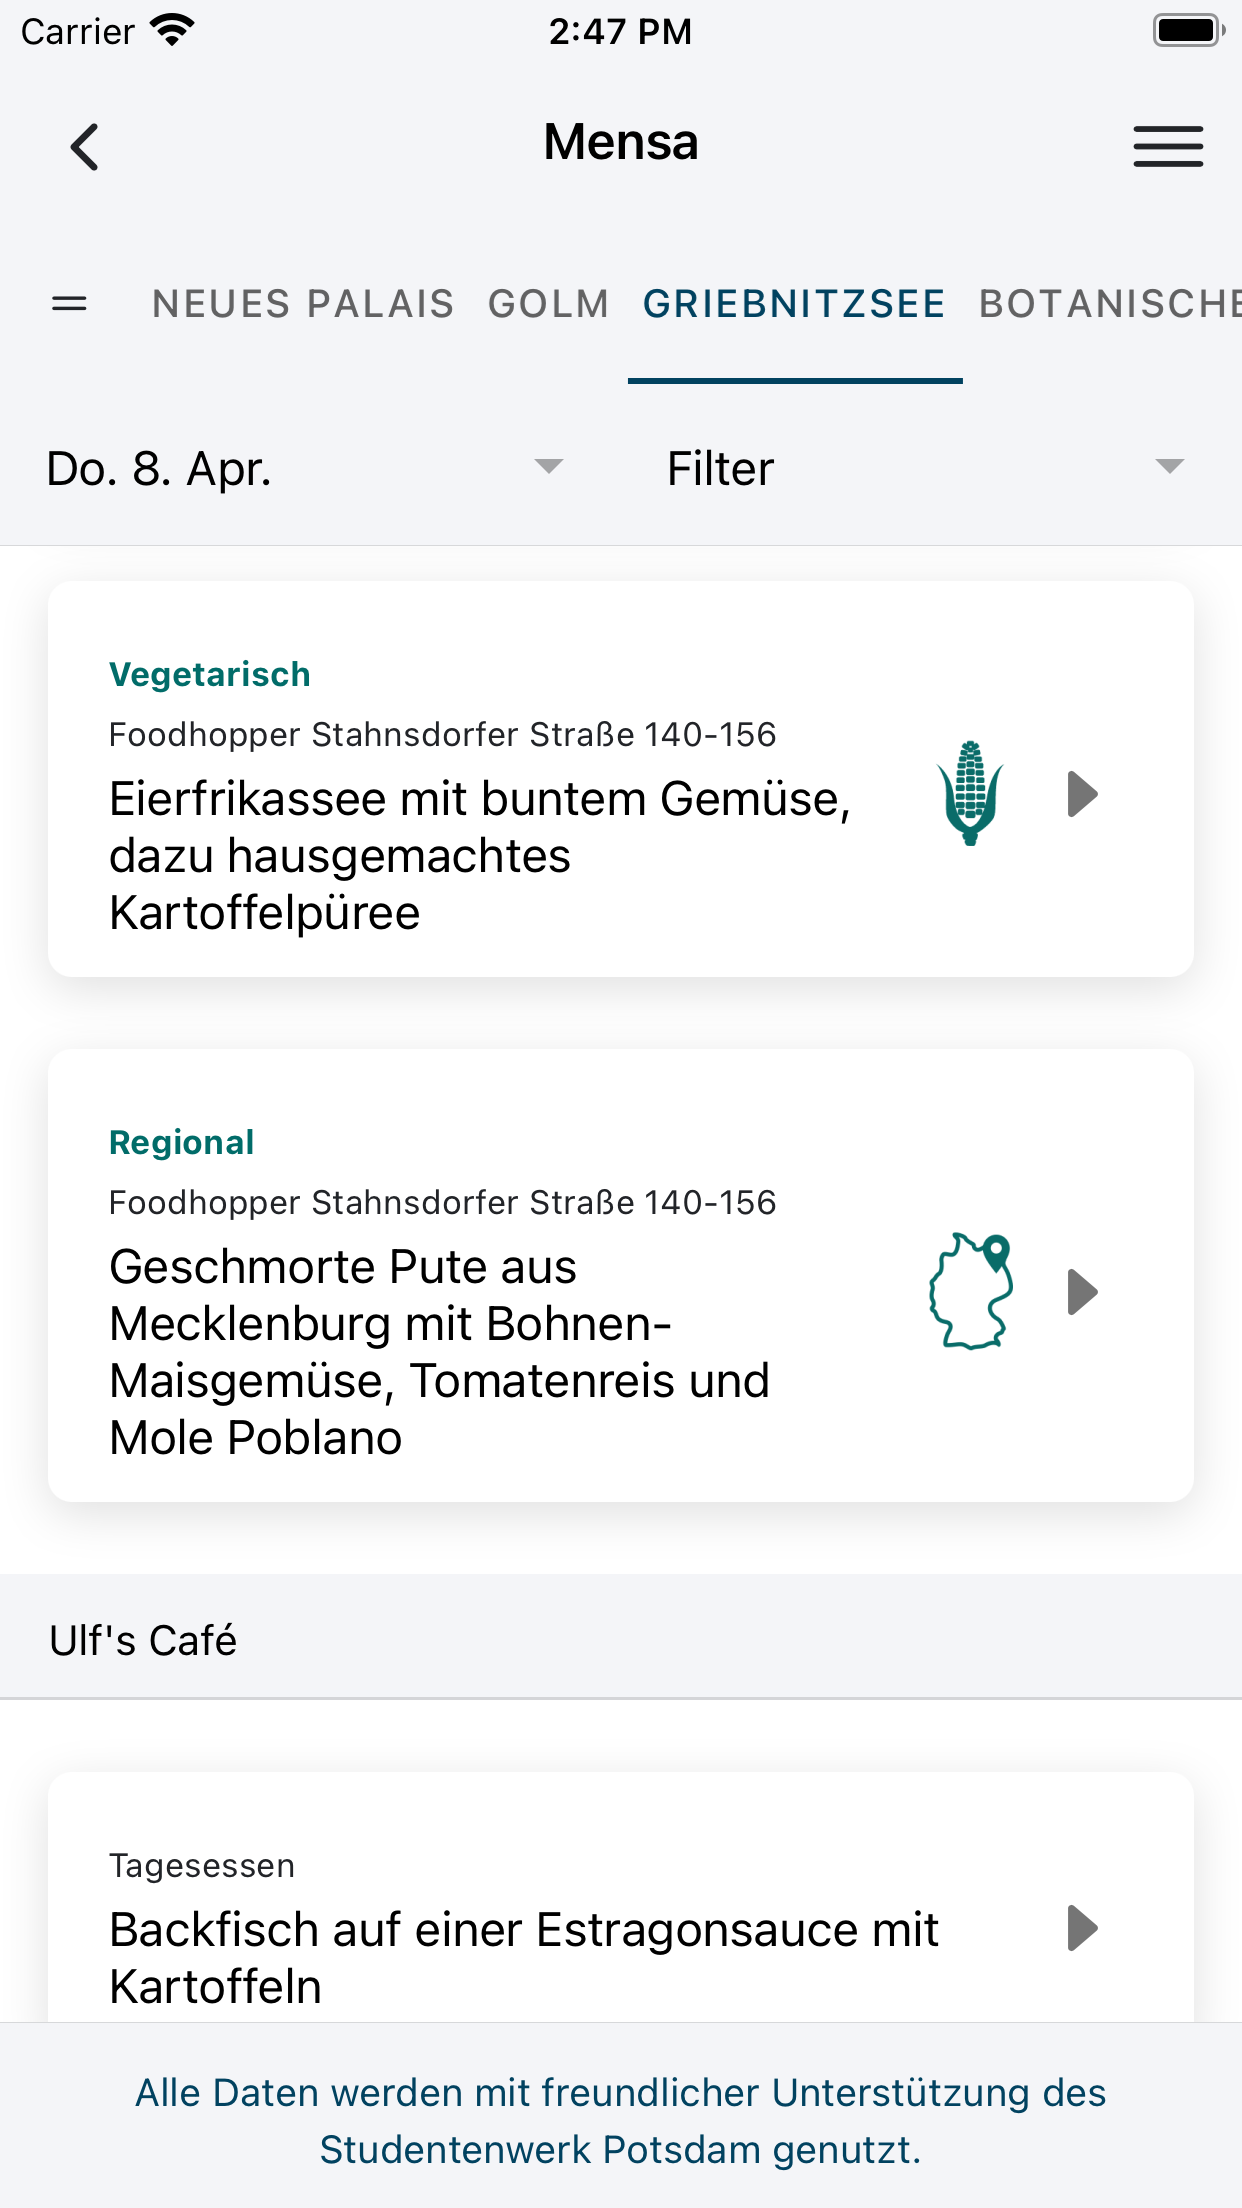 Carrier
2:47 PM
Mensa
NEUES PALAIS GOLM GRIEBNITZSEE BOTANISCHE
Do. 8. Apr.
Filter
Vegetarisch
Foodhopper Stahnsdorfer Straße 140-156
Eierfrikassee mit buntem Gemüse,
dazu hausgemachtes
Kartoffelpüree
Regional
Foodhopper Stahnsdorfer Straße 140-156
Geschmorte Pute aus
Mecklenburg mit Bohnen-
Maisgemüse, Tomatenreis und
Mole Poblano
Ulf's Café
Tagesessen
Backfisch auf einer Estragonsauce mit
Kartoffeln
Alle Daten werden mit freundlicher Unterstützung des
Studentenwerk Potsdam genutzt.